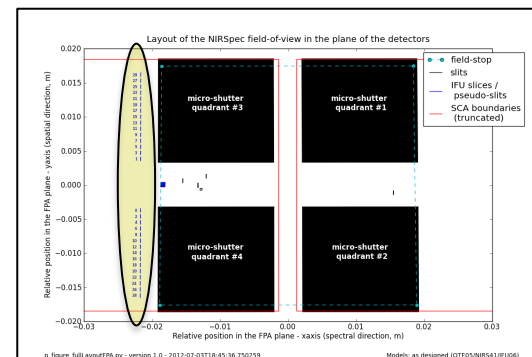 Layout of the NIRSpec field-of-view in the plane of the detectors
0.020
0.015
0.010
0.005
0.000
−0.005
−0.010
−0.015
−0.020
Relative position in the FPA plane - yaxis (spatial direction, m)
micro-shutter
quadrant #3
micro-shutter
quadrant #1
micro-shutter
quadrant #4
micro-shutter
quadrant #2
field-stop
slits
IFU slices /
pseudo-slits
SCA boundaries
(truncated)
−0.03
−0.02
−0.01
0.00
0.01
0.02
0.03
Relative position in the FPA plane - xaxis (spectral direction, m)
p_figure_fullLayoutFPA.py - version 1.0 - 2012-07-03T18:45:36.750259
Models: as designed (OTE05/NIRS41/IFU06)